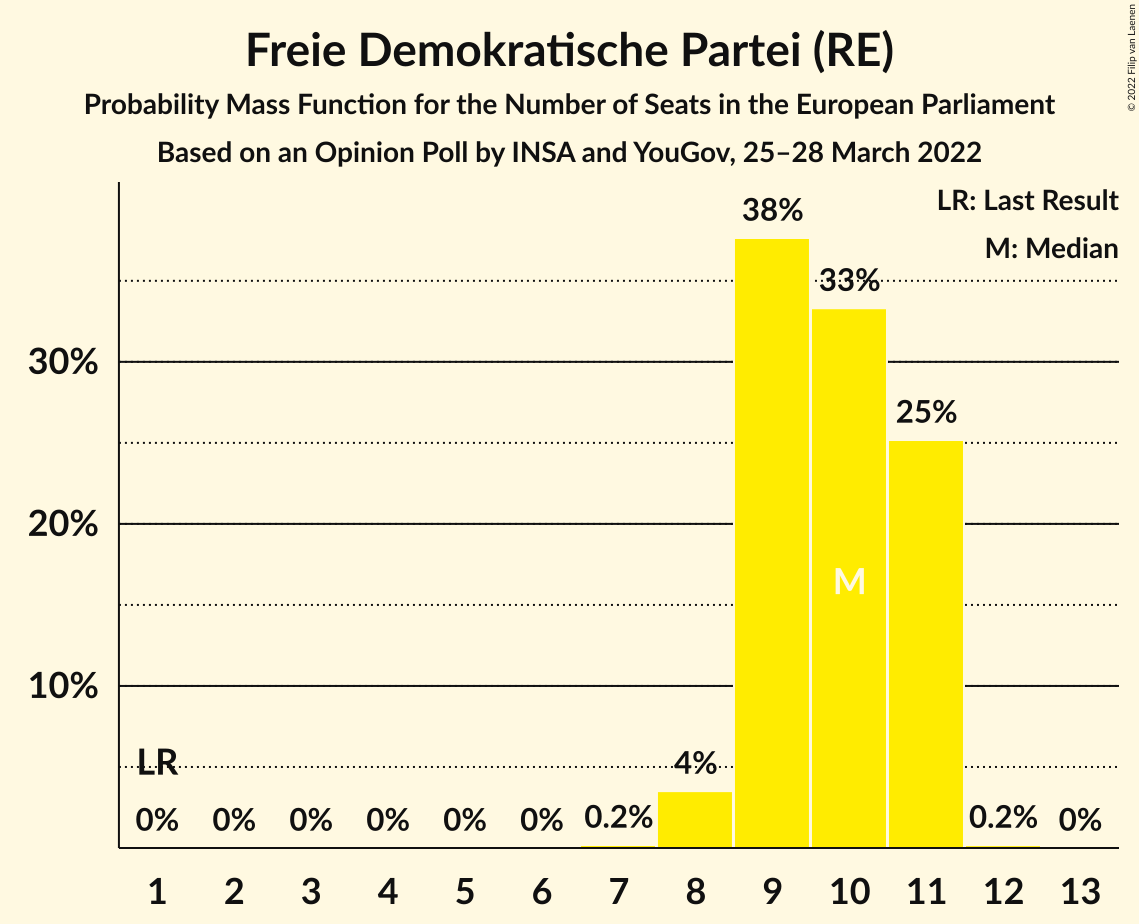 Freie Demokratische Partei (RE)
Probability Mass Function for the Number of Seats in the European Parliament
Based on an Opinion Poll by INSA and YouGov, 25–28 March 2022
© 2022 Filip van Laenen
LR: Last Result
M: Median
38%
33%
30%
25%
20%
M
10%
LR
4%
0% 0% 0% 0% 0% 0% 0.2% 0.2% 0%
1 2 3 4 5 6 7 8 9 10 11 12 13